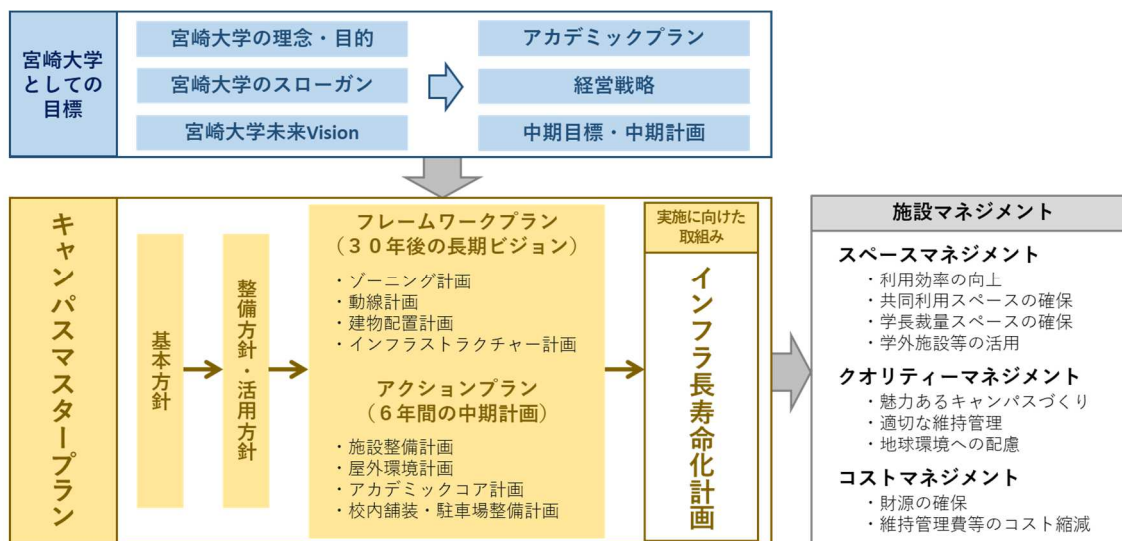 宮崎大学
としての
目標
宮崎大学の理念・目的
宮崎大学のスローガン
宮崎大学未来Vision
アカデミックプラン
経営戦略
中期目標・中期計画
キャンパスマスタープラン
基本方針
整備方針・活用方針
フレームワークプラン
（３０年後の長期ビジョン）
・ゾーニング計画
・動線計画
・建物配置計画
・インフラストラクチャー計画
アクションプラン
（６年間の中期計画）
・施設整備計画
・屋外環境計画
・アカデミックコア計画
・校内舗装・駐車場整備計画
実施に向けた
取組み
インフラ長寿命化計画
施設マネジメント
スペースマネジメント
・利用効率の向上
・共同利用スペースの確保
・学長裁量スペースの確保
・学外施設等の活用
クオリティーマネジメント
・魅力あるキャンパスづくり
・適切な維持管理
・地球環境への配慮
コストマネジメント
・財源の確保
・維持管理費等のコスト縮減